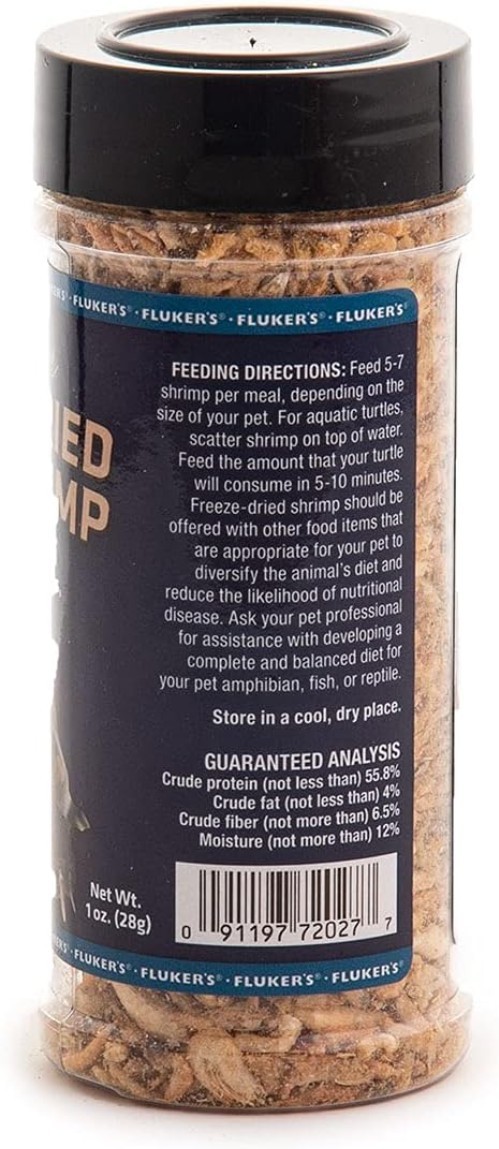 FLUKER'S® · FLUKER'S® · FLUKER'S®
IED
MP
FEEDING DIRECTIONS: Feed 5-7
shrimp per meal, depending on the
size of your pet. For aquatic turtles,
scatter shrimp on top of water.
Feed the amount that your turtle
will consume in 5-10 minutes.
Freeze-dried shrimp should be
offered with other food items that
are appropriate for your pet to
diversify the animal's diet and
reduce the likelihood of nutritional
disease. Ask your pet professional
for assistance with developing a
complete and balanced diet for
your pet amphibian, fish, or reptile.
Store in a cool, dry place.
GUARANTEED ANALYSIS
Crude protein (not less than) 55.8%
Crude fat (not less than) 4%
Crude fiber (not more than) 6.5%
Moisture (not more than) 12%
Net Wt.
1 oz. (28g)
0 91197 72027 7
FLUKER'S® · FLUKER'S® · FLUKER'S®